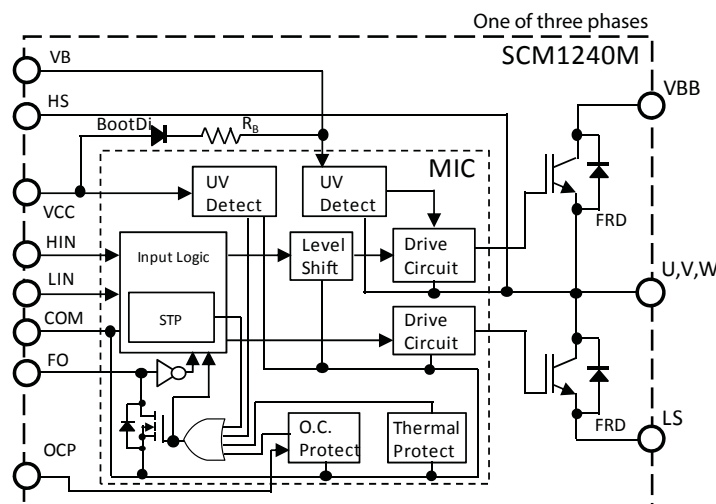 One of three phases
SCM1240M
VB
HS
BootDi
R_B
VBB
MIC
UV
Detect
UV
Detect
FRD
VCC
HIN
Input Logic
Level
Shift
Drive
Circuit
U,V,W
LIN
STP
COM
Drive
Circuit
FO
FRD
LS
OCP
O.C.
Protect
Thermal
Protect